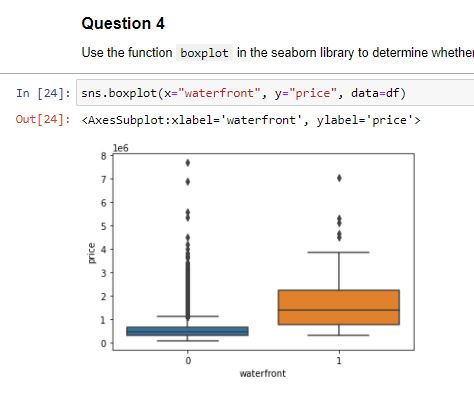 Question 4
Use the function boxplot in the seaborn library to determine whether
In [24]: sns.boxplot(x="waterfront", y="price", data=df)
Out[24]: <AxesSubplot:xlabel='waterfront', ylabel='price'>
1e6
8
7
6
5
4
3
2
1
0
price
0 1
waterfront